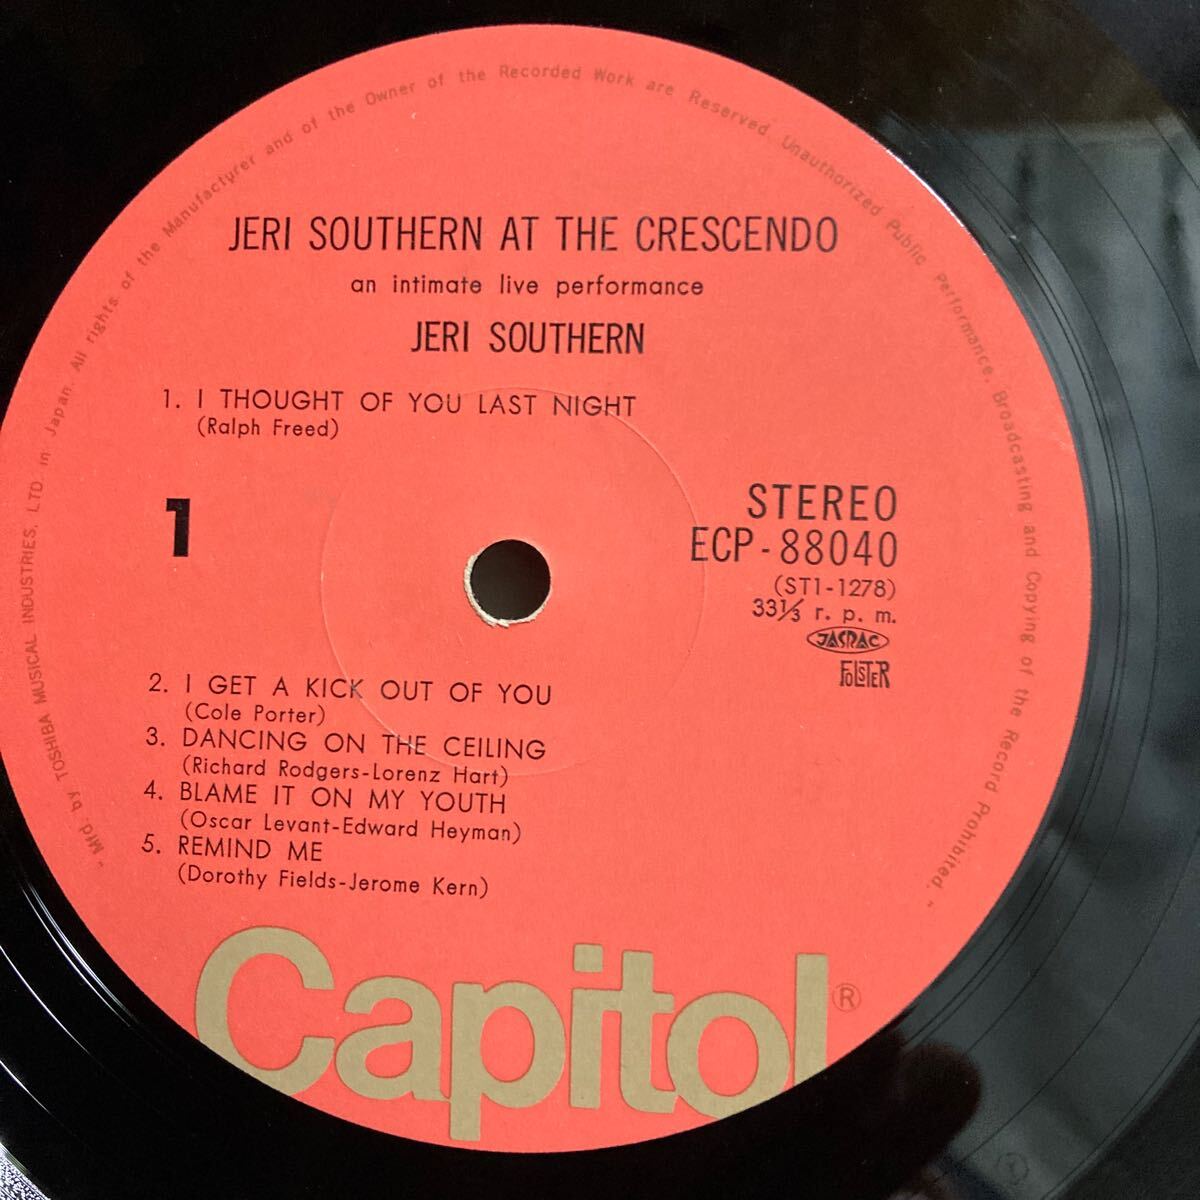 " Mfd. by TOSHIBA MUSICAL INDUSTRIES, LTD. in Japan. All rights of the Manufacturer and of the Owner of the Recorded Work are Reserved. Unauthorized Public Performance, Broadcasting and Copying of the Record Prohibited. "
JERI SOUTHERN AT THE CRESCENDO
an intimate live performance
JERI SOUTHERN
1. I THOUGHT OF YOU LAST NIGHT
(Ralph Freed)
1
STEREO
ECP-88040
(ST1-1278)
33⅓ r. p. m.
JASRAC
FOLSTER
2. I GET A KICK OUT OF YOU
(Cole Porter)
3. DANCING ON THE CEILING
(Richard Rodgers-Lorenz Hart)
4. BLAME IT ON MY YOUTH
(Oscar Levant-Edward Heyman)
5. REMIND ME
(Dorothy Fields-Jerome Kern)
Capitol®